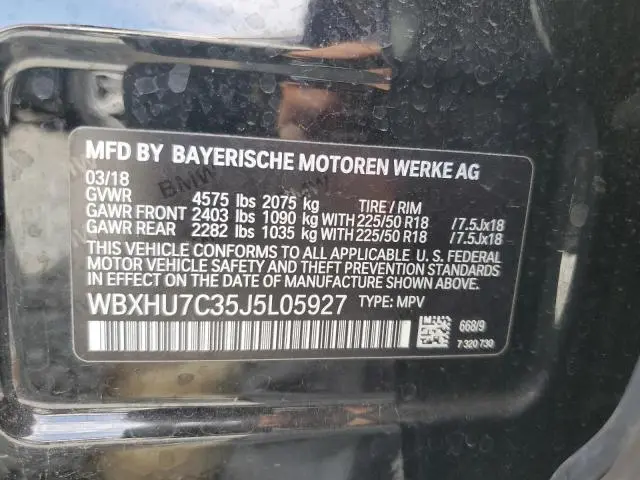 MFD BY BAYERISCHE MOTOREN WERKE AG
03/18
GVWR 4575 lbs 2075 kg TIRE / RIM
GAWR FRONT 2403 lbs 1090 kg WITH 225/50 R18 /7.5Jx18
GAWR REAR 2282 lbs 1035 kg WITH 225/50 R18 /7.5Jx18
THIS VEHICLE CONFORMS TO ALL APPLICABLE U.S. FEDERAL
MOTOR VEHICLE SAFETY AND THEFT PREVENTION STANDARDS
IN EFFECT ON THE DATE OF MANUFACTURE SHOWN ABOVE.
WBXHU7C35J5L05927 TYPE: MPV
668/9
7 320 730